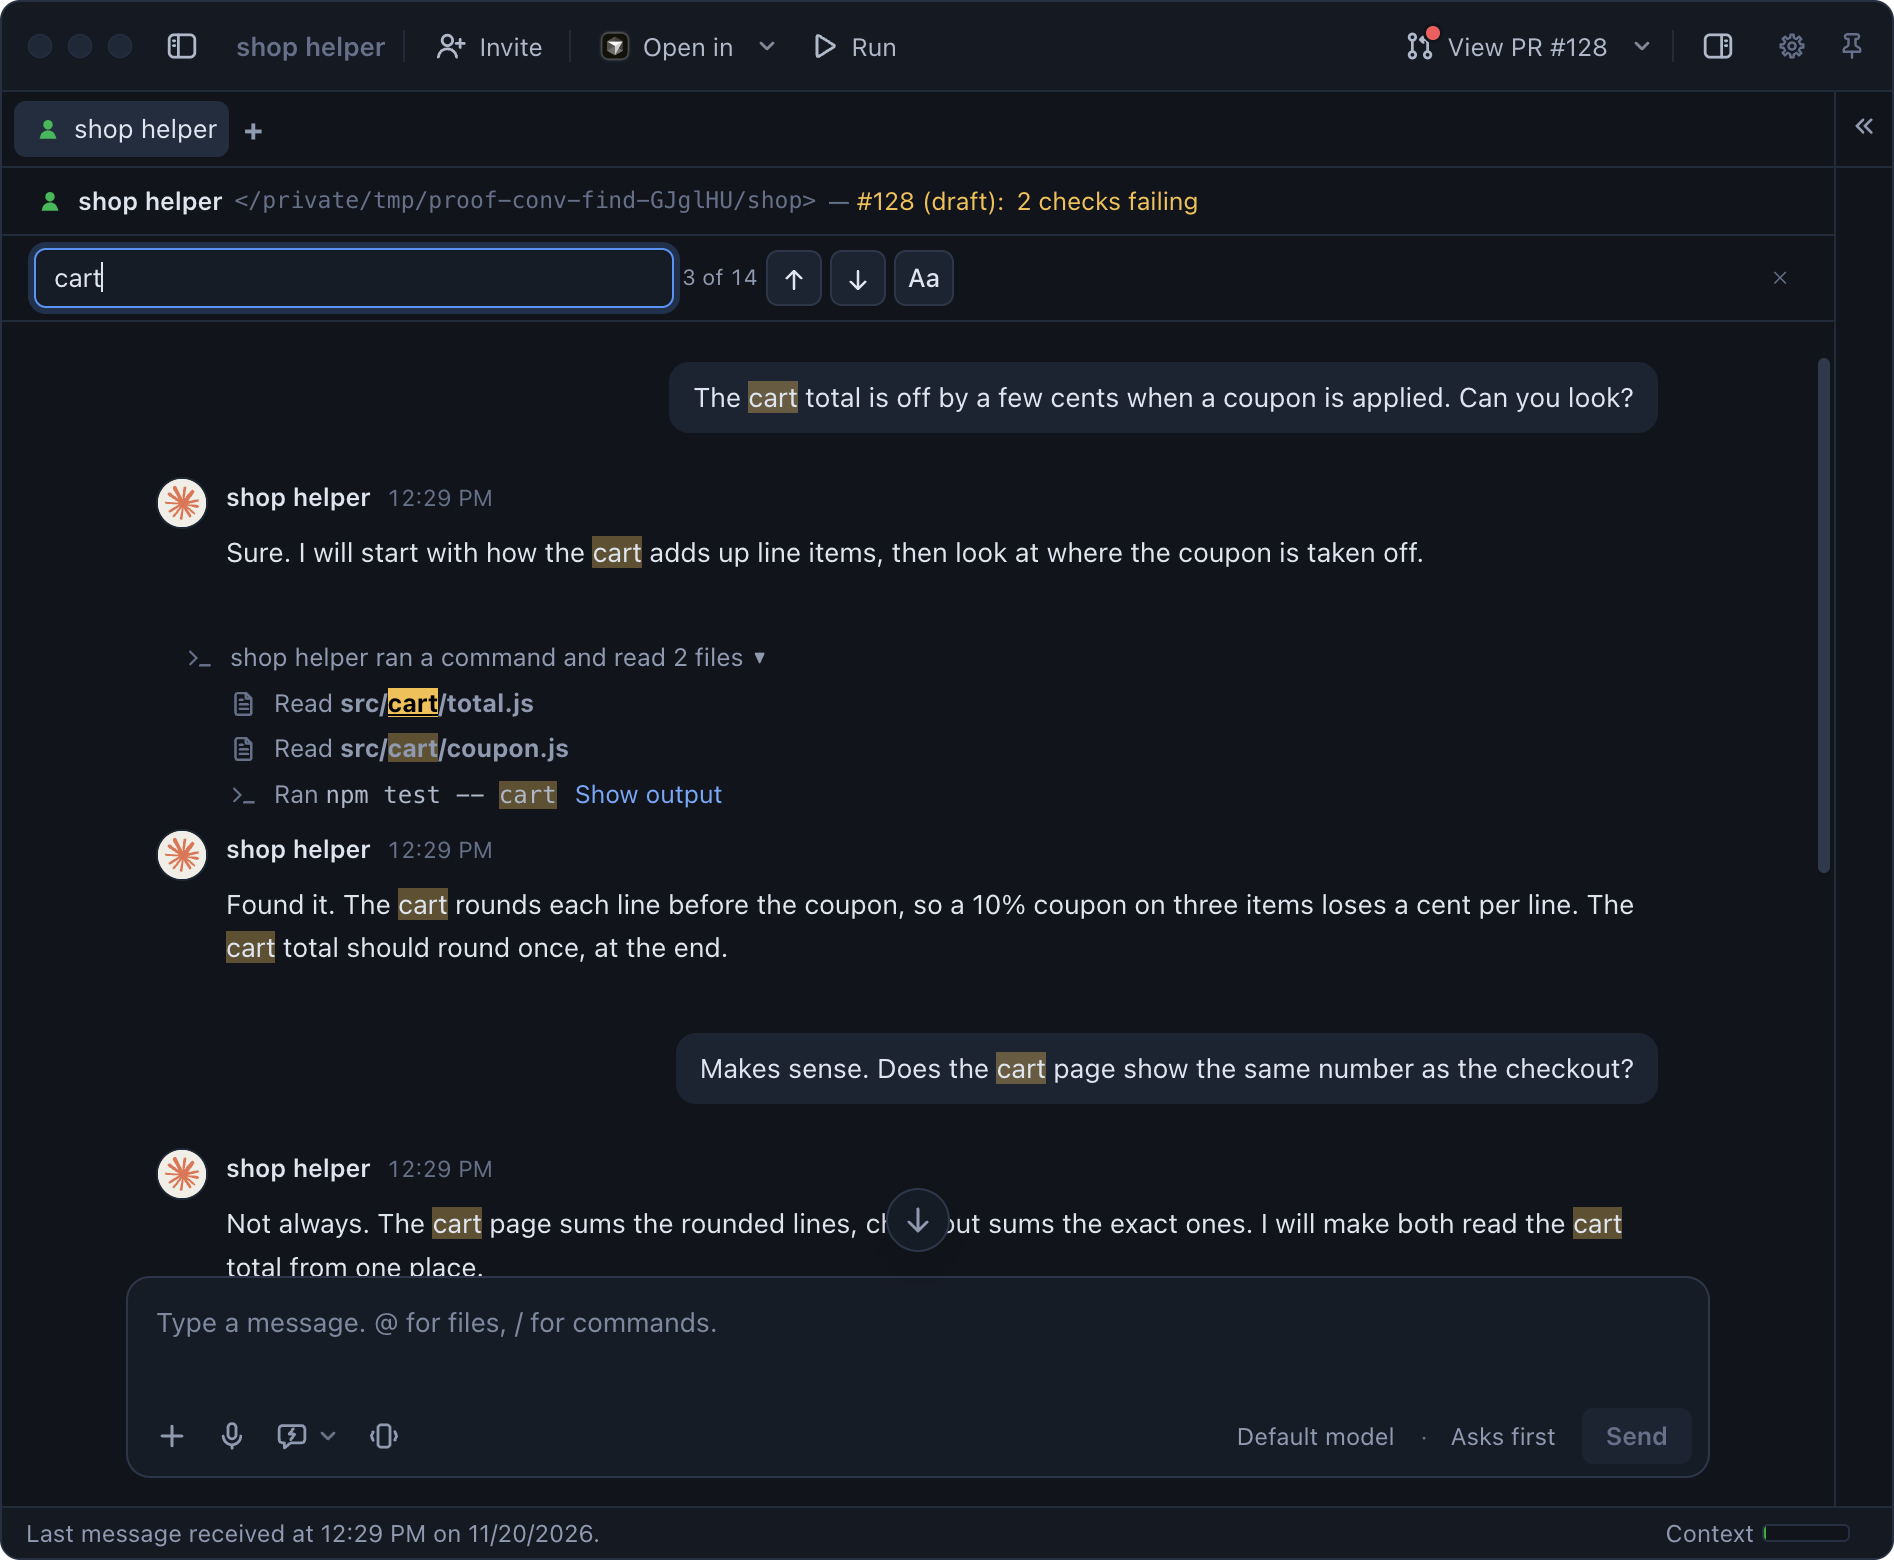 shop helper Invite Open in Run View PR #128
shop helper +
shop helper </private/tmp/proof-conv-find-GJglHU/shop> — #128 (draft): 2 checks failing
cart 3 of 14 Aa
The cart total is off by a few cents when a coupon is applied. Can you look?
shop helper 12:29 PM
Sure. I will start with how the cart adds up line items, then look at where the coupon is taken off.
shop helper ran a command and read 2 files
Read src/cart/total.js
Read src/cart/coupon.js
Ran npm test -- cart Show output
shop helper 12:29 PM
Found it. The cart rounds each line before the coupon, so a 10% coupon on three items loses a cent per line. The
cart total should round once, at the end.
Makes sense. Does the cart page show the same number as the checkout?
shop helper 12:29 PM
Not always. The cart page sums the rounded lines, sums the exact ones. I will make both read the cart
total from one place.
Type a message. @ for files, / for commands.
Default model · Asks first Send
Last message received at 12:29 PM on 11/20/2026. Context